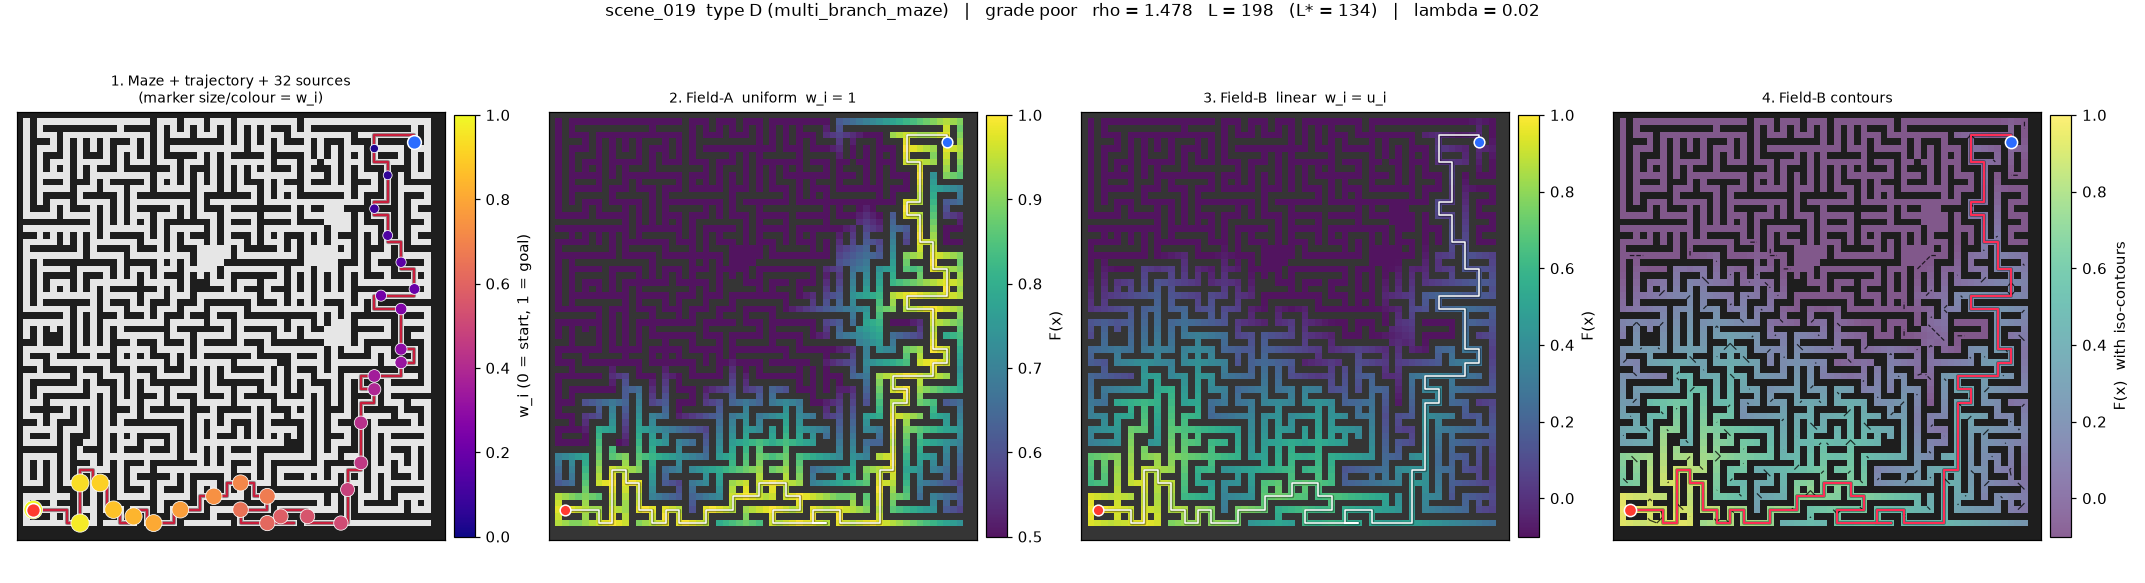 scene_019  type D (multi_branch_maze)   |   grade poor   rho = 1.478   L = 198   (L* = 134)   |   lambda = 0.02
1. Maze + trajectory + 32 sources
(marker size/colour = w_i)
1.0
0.8
0.6
0.4
0.2
0.0
w_i (0 = start, 1 = goal)
2. Field-A  uniform  w_i = 1
1.0
0.9
0.8
0.7
0.6
0.5
F(x)
3. Field-B  linear  w_i = u_i
1.0
0.8
0.6
0.4
0.2
0.0
F(x)
4. Field-B contours
1.0
0.8
0.6
0.4
0.2
0.0
F(x)   with iso-contours